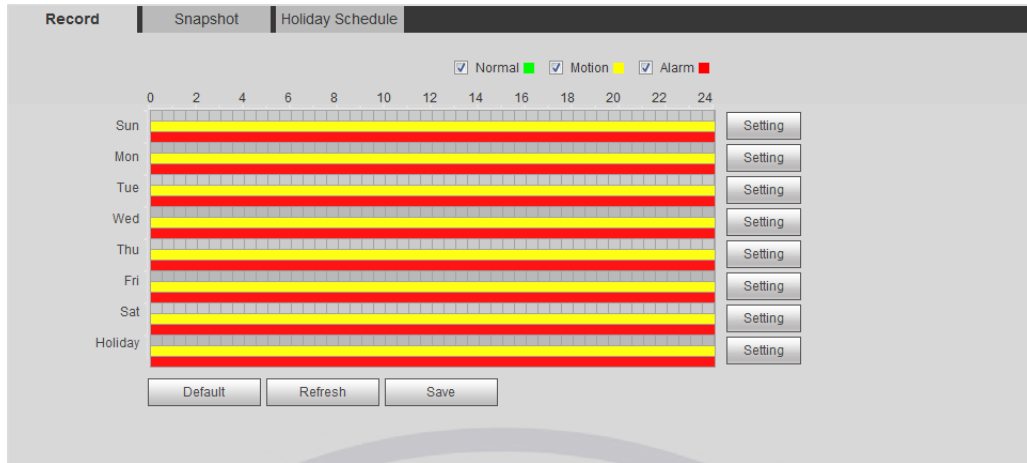 Record Snapshot Holiday Schedule
Normal Motion Alarm
0 2 4 6 8 10 12 14 16 18 20 22 24
Sun Setting
Mon Setting
Tue Setting
Wed Setting
Thu Setting
Fri Setting
Sat Setting
Holiday Setting
Default Refresh Save